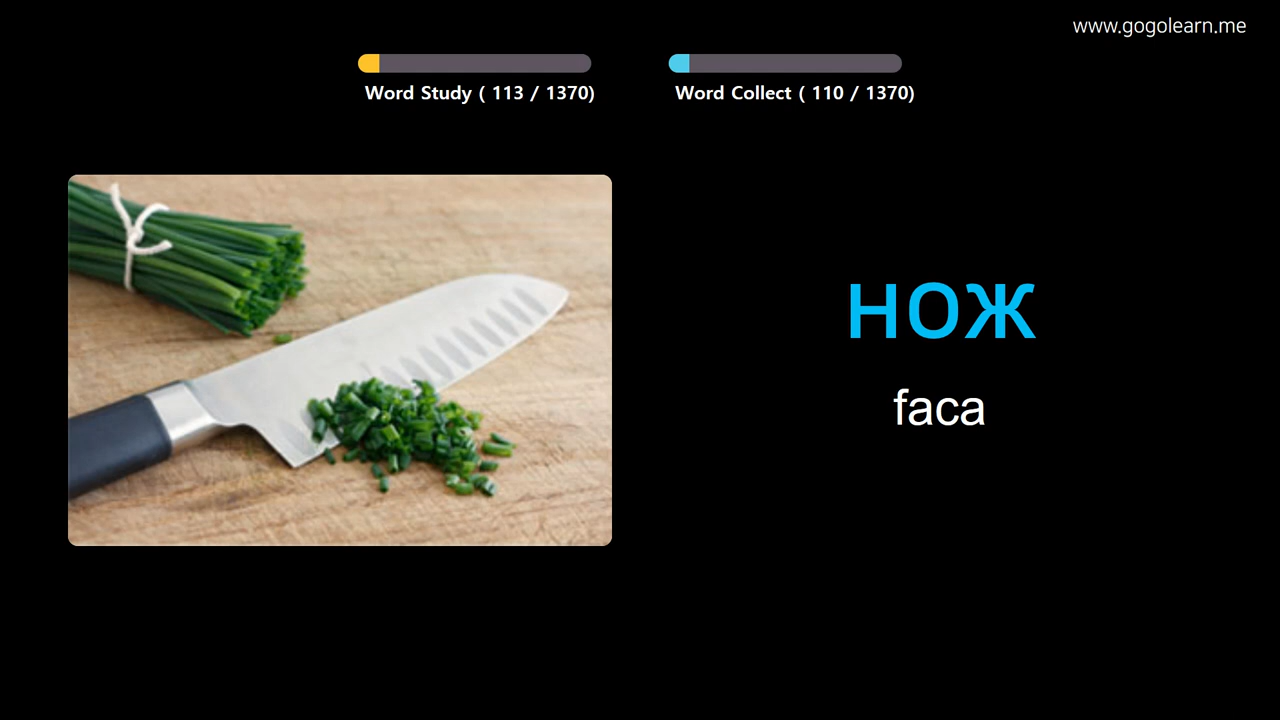 www.gogolearn.me
Word Study ( 113 / 1370)
Word Collect ( 110 / 1370)
нож
faca